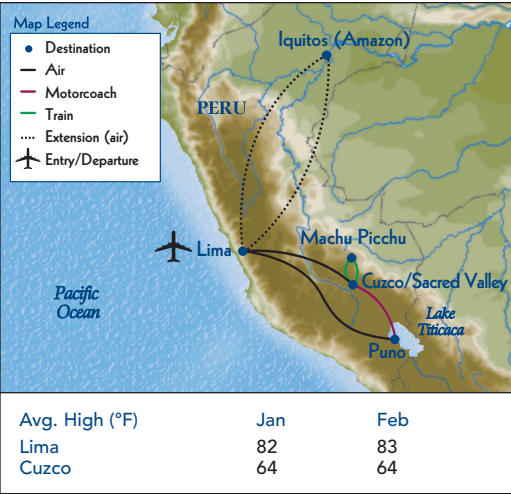 Map Legend
Destination
Air
Motorcoach
Train
Extension (air)
Entry/Departure
Iquitos (Amazon)
PERU
Lima
Machu Picchu
Cuzco/Sacred Valley
Pacific
Ocean
Lake
Titicaca
Puno
Avg. High (°F) Jan Feb
Lima 82 83
Cuzco 64 64